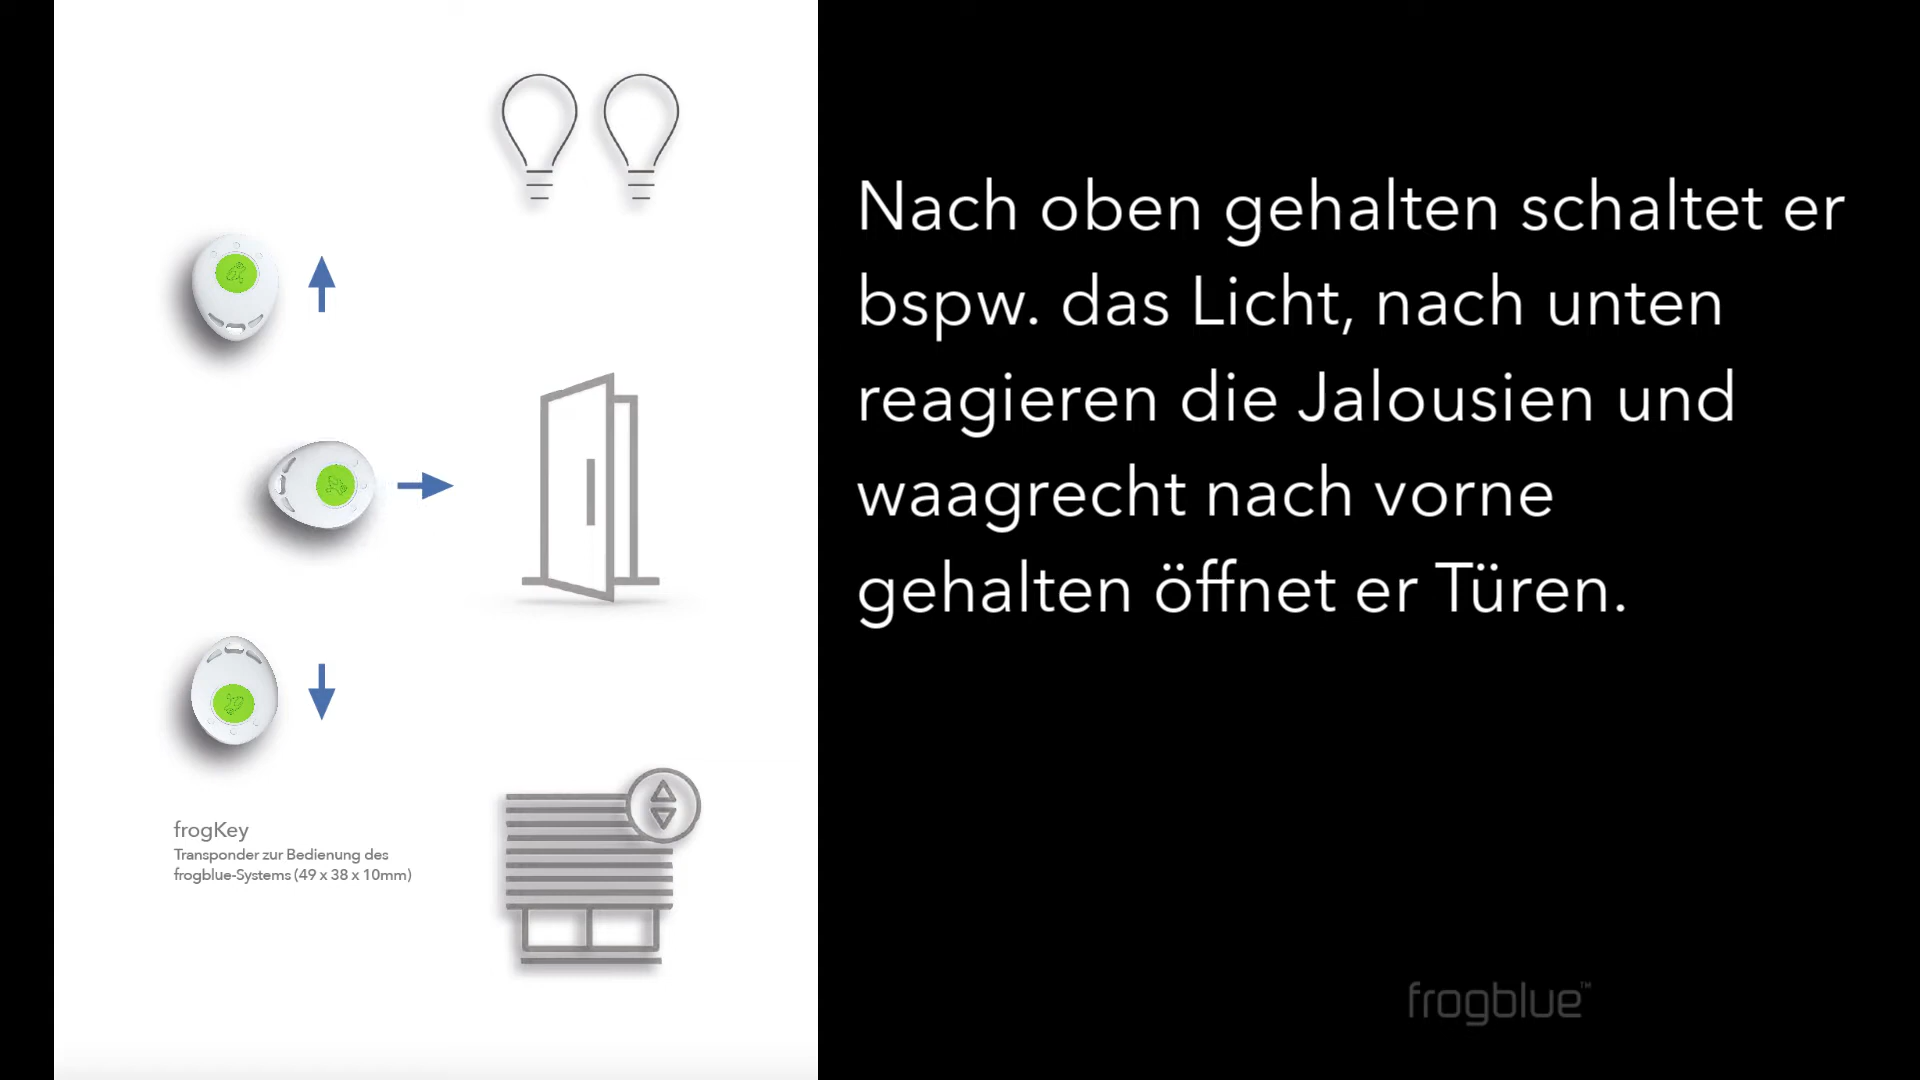 Nach oben gehalten schaltet er
bspw. das Licht, nach unten
reagieren die Jalousien und
waagrecht nach vorne
gehalten öffnet er Türen.
frogKey
Transponder zur Bedienung des
frogblue-Systems (49 x 38 x 10mm)
frogblue™